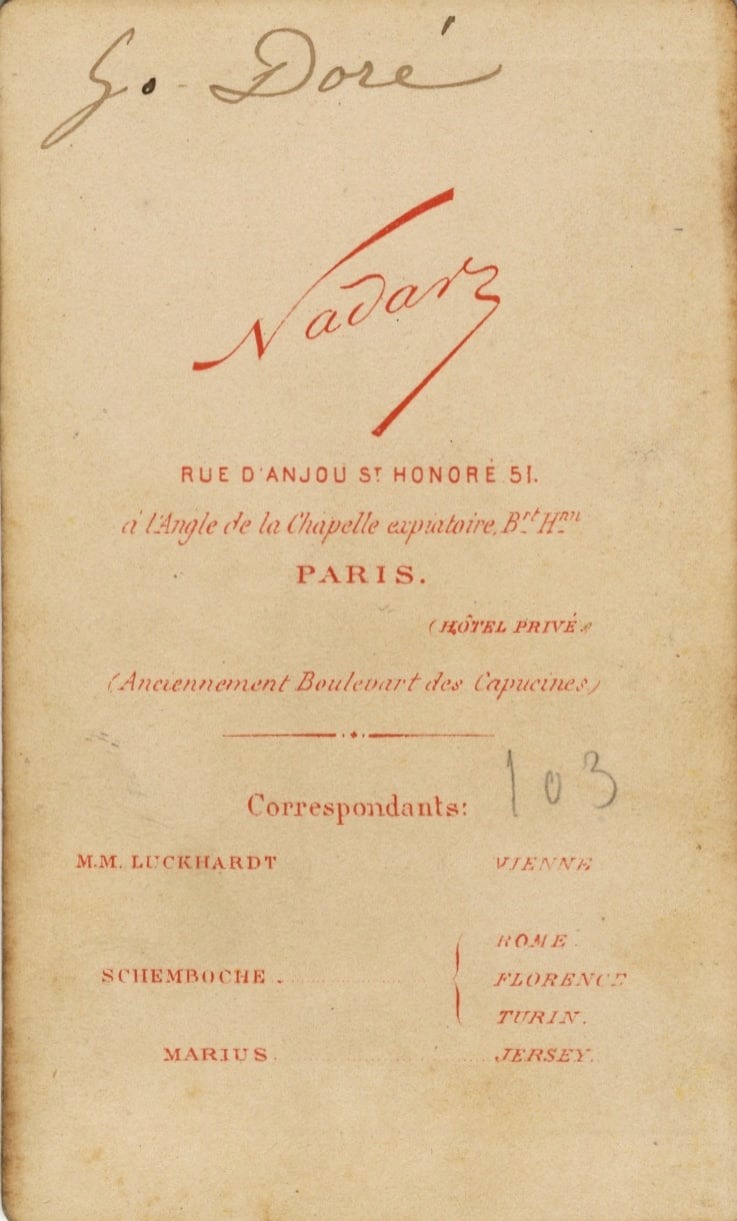 G. Doré
Nadar
RUE D'ANJOU ST HONORÉ 51.
à l'Angle de la Chapelle expiatoire, Brt Hnn
PARIS.
(HÔTEL PRIVÉ)
(Anciennement Boulevart des Capucines)
103
Correspondants:
M.M. LUCKHARDT VIENNE
ROME.
SCHEMBOCHE . FLORENCE
TURIN.
MARIUS. JERSEY.